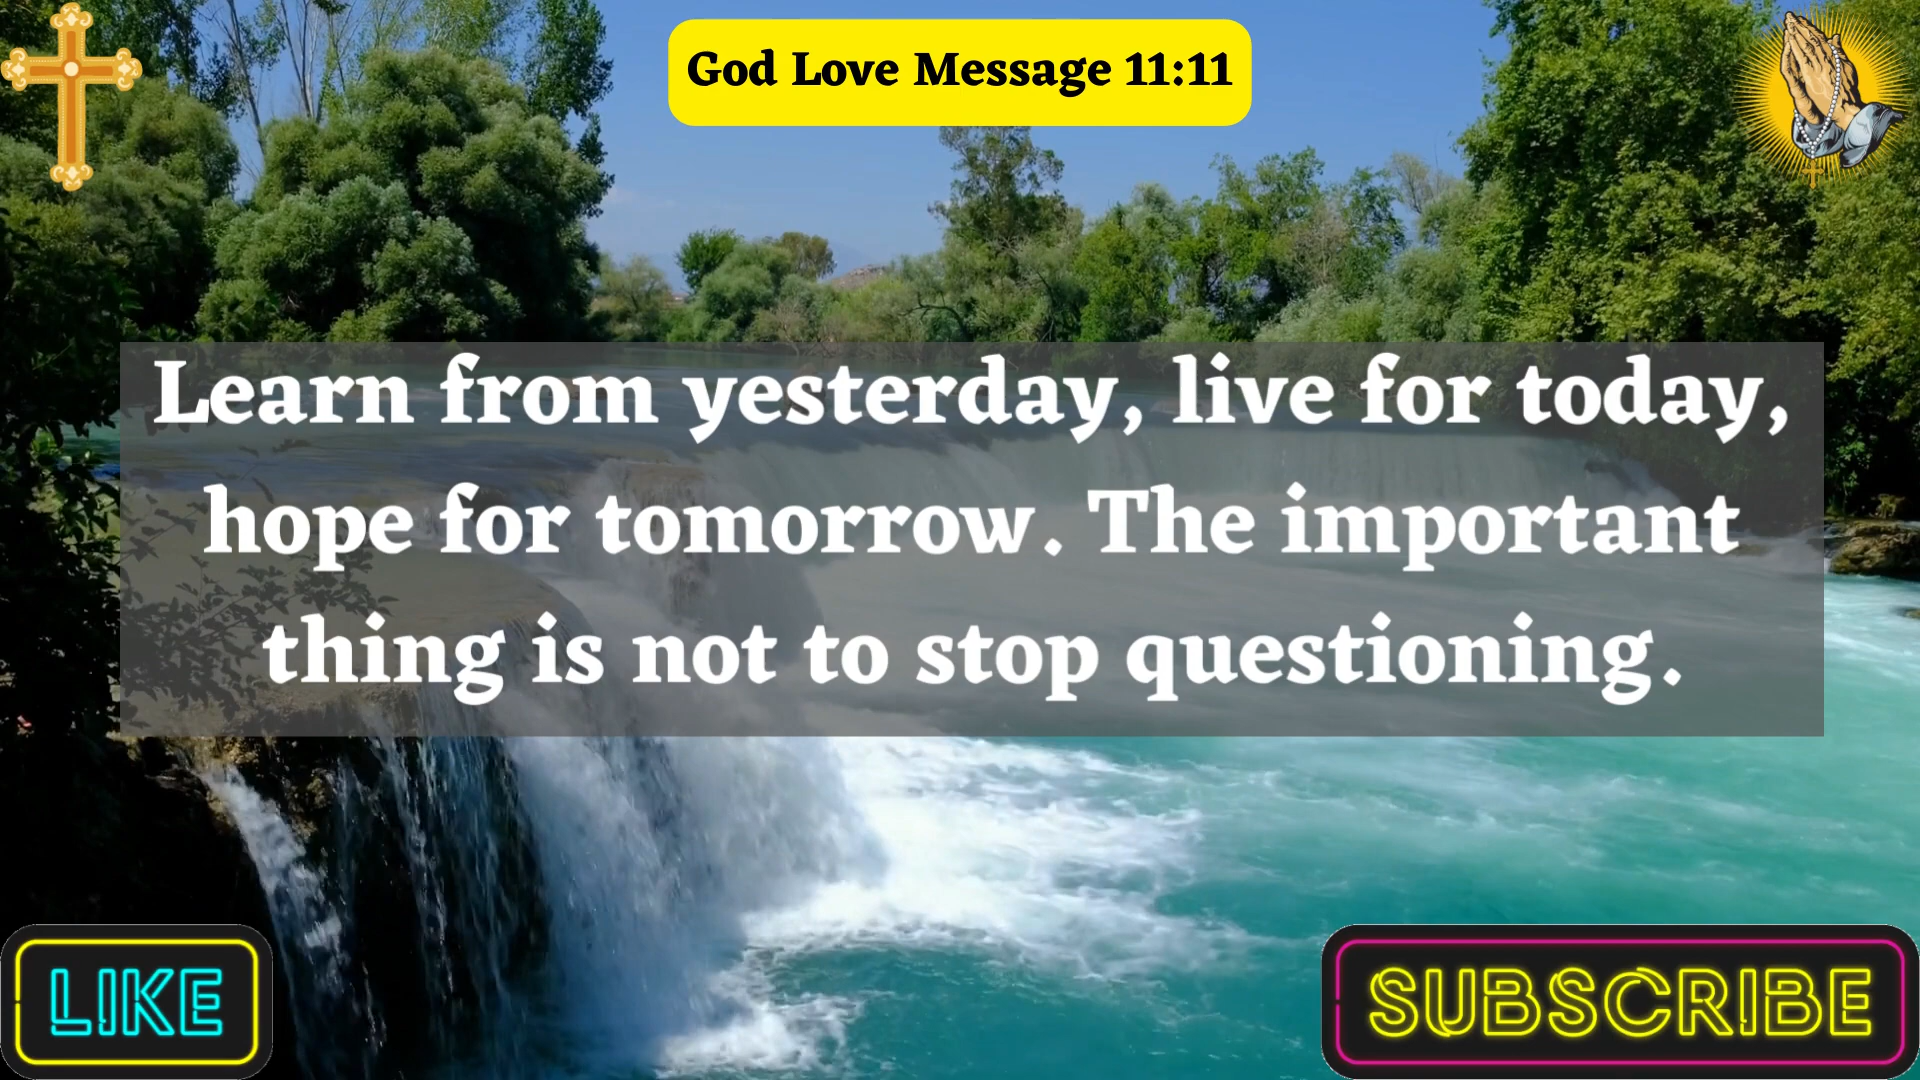 God Love Message 11:11
Learn from yesterday, live for today,
hope for tomorrow. The important
thing is not to stop questioning.
LIKE
SUBSCRIBE